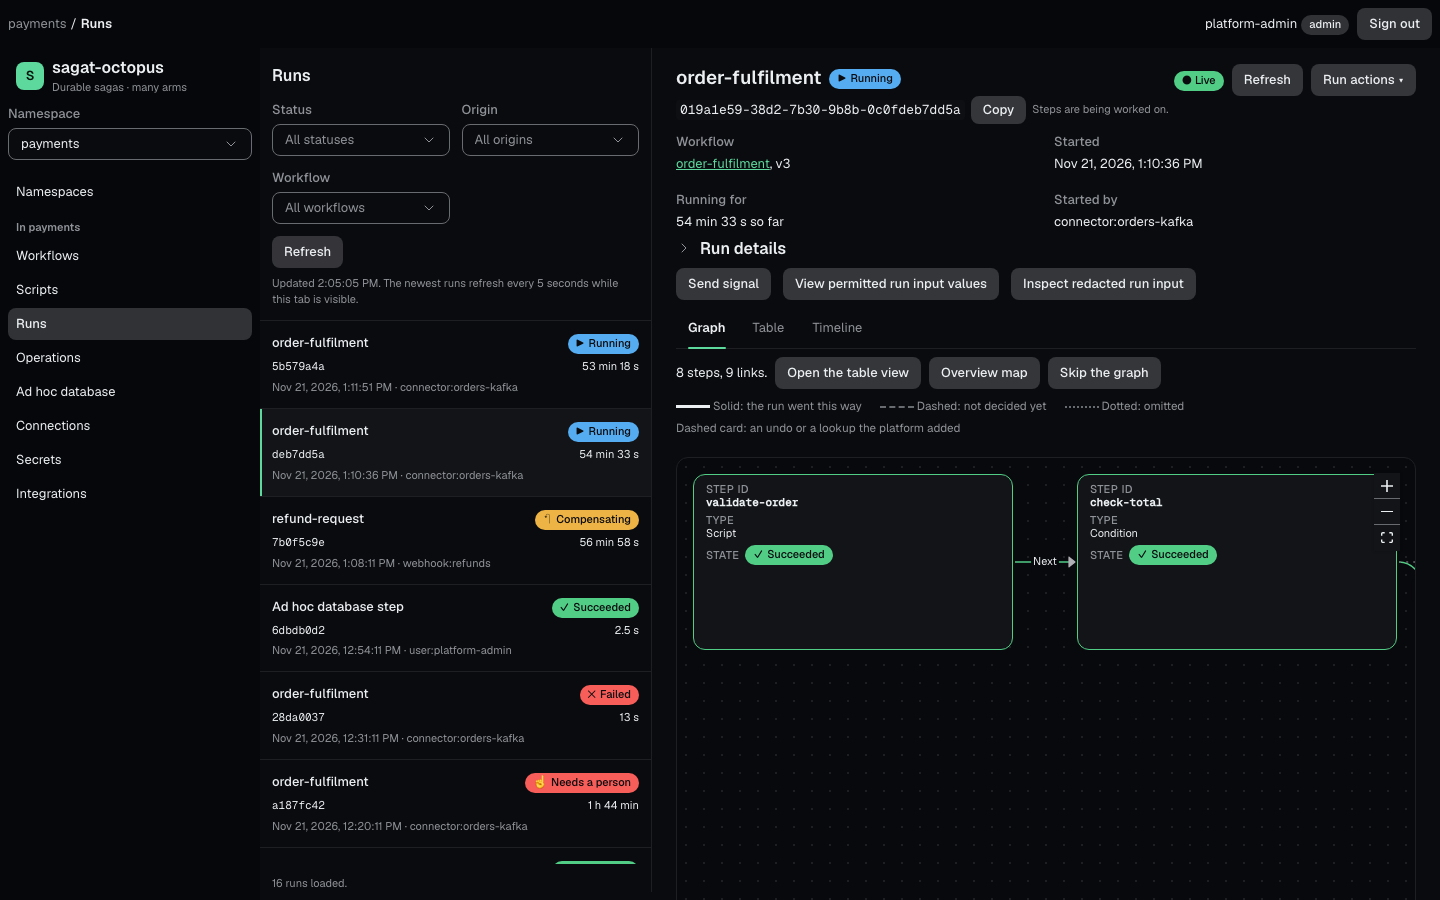 payments / Runs
platform-admin admin Sign out
S
sagat-octopus
Durable sagas · many arms
Namespace
payments
Namespaces
In payments
Workflows
Scripts
Runs
Operations
Ad hoc database
Connections
Secrets
Integrations
Runs
Status Origin
All statuses All origins
Workflow
All workflows
Refresh
Updated 2:05:05 PM. The newest runs refresh every 5 seconds while
this tab is visible.
order-fulfilment Running
5b579a4a 53 min 18 s
Nov 21, 2026, 1:11:51 PM · connector:orders-kafka
order-fulfilment Running
deb7dd5a 54 min 33 s
Nov 21, 2026, 1:10:36 PM · connector:orders-kafka
refund-request Compensating
7b0f5c9e 56 min 58 s
Nov 21, 2026, 1:08:11 PM · webhook:refunds
Ad hoc database step Succeeded
6dbdb0d2 2.5 s
Nov 21, 2026, 12:54:11 PM · user:platform-admin
order-fulfilment Failed
28da0037 13 s
Nov 21, 2026, 12:31:11 PM · connector:orders-kafka
order-fulfilment Needs a person
a187fc42 1 h 44 min
Nov 21, 2026, 12:20:11 PM · connector:orders-kafka
16 runs loaded.
order-fulfilment Running Live Refresh Run actions
019a1e59-38d2-7b30-9b8b-0c0fdeb7dd5a Copy Steps are being worked on.
Workflow Started
order-fulfilment, v3 Nov 21, 2026, 1:10:36 PM
Running for Started by
54 min 33 s so far connector:orders-kafka
Run details
Send signal View permitted run input values Inspect redacted run input
Graph Table Timeline
8 steps, 9 links. Open the table view Overview map Skip the graph
Solid: the run went this way Dashed: not decided yet Dotted: omitted
Dashed card: an undo or a lookup the platform added
STEP ID
validate-order
TYPE
Script
STATE Succeeded
Next
STEP ID
check-total
TYPE
Condition
STATE Succeeded